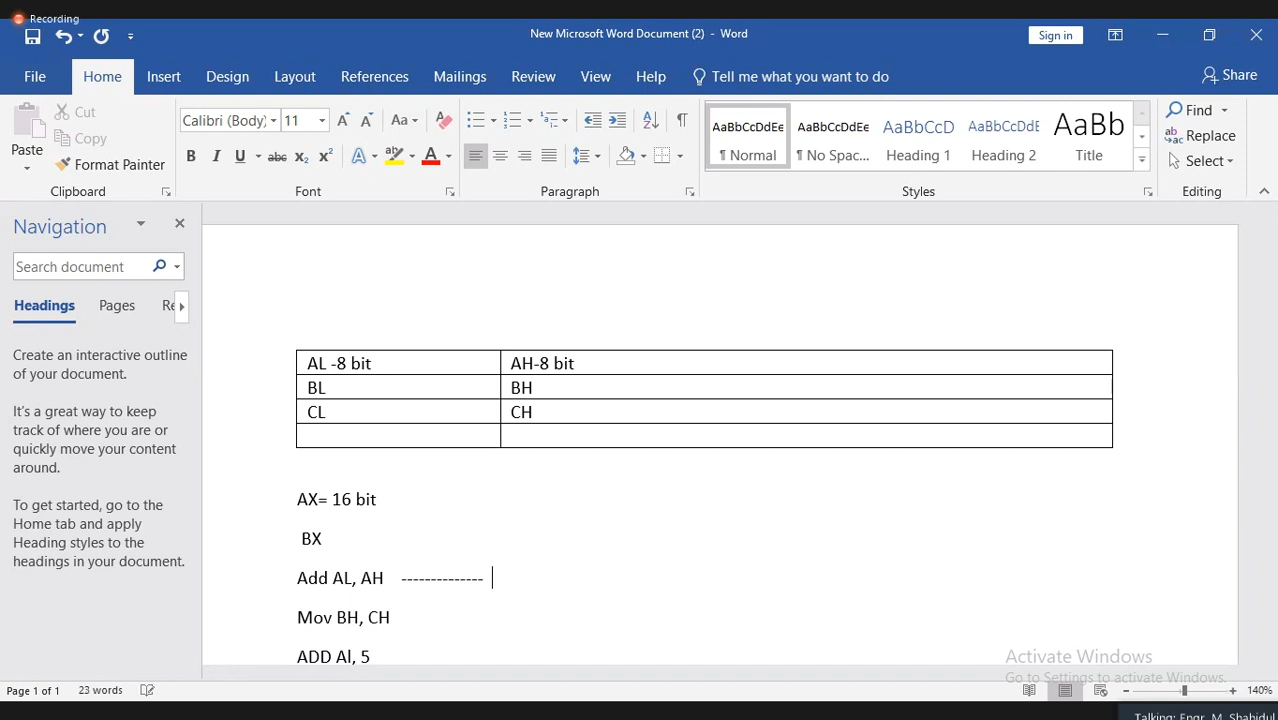 Recording
New Microsoft Word Document (2) - Word
Sign in
File Home Insert Design Layout References Mailings Review View Help Tell me what you want to do Share
Paste
Cut
Copy
Format Painter
Clipboard
Calibri (Body) 11
Font
Paragraph
AaBbCcDdEe AaBbCcDdEe AaBbCcD AaBbCcDdE AaBb
¶ Normal ¶ No Spac... Heading 1 Heading 2 Title
Styles
Find
Replace
Select
Editing
Navigation
Search document
Headings Pages Re
Create an interactive outline
of your document.
It's a great way to keep
track of where you are or
quickly move your content
around.
To get started, go to the
Home tab and apply
Heading styles to the
headings in your document.
AL -8 bit AH-8 bit
BL BH
CL CH
AX= 16 bit
BX
Add AL, AH --------------
Mov BH, CH
ADD Al, 5
Activate Windows
Go to Settings to activate Windows.
Page 1 of 1 23 words 140%
Talking: Engr. M. Shahidul